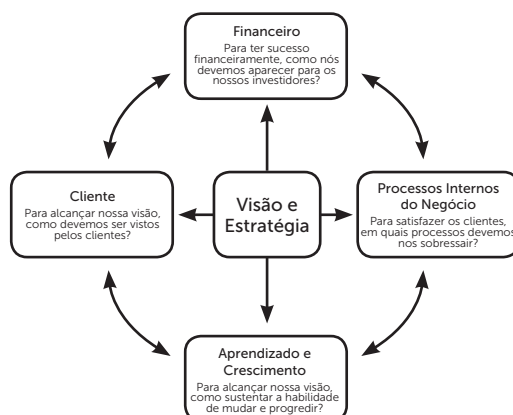 Financeiro
Para ter sucesso
financeiramente, como nós
devemos aparecer para os
nossos investidores?
Cliente
Para alcançar nossa visão,
como devemos ser vistos
pelos clientes?
Visão e
Estratégia
Processos Internos
do Negócio
Para satisfazer os clientes,
em quais processos devemos
nos sobressair?
Aprendizado e
Crescimento
Para alcançar nossa visão,
como sustentar a habilidade
de mudar e progredir?